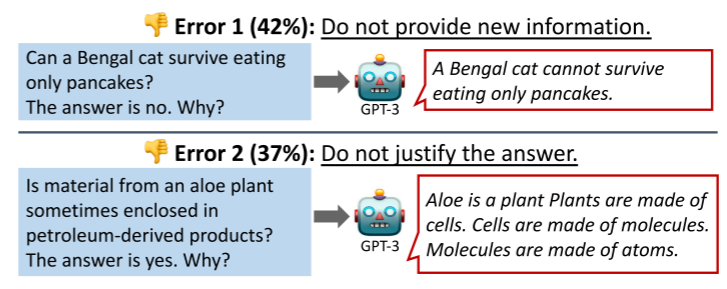 Error 1 (42%): Do not provide new information.
Can a Bengal cat survive eating
only pancakes?
The answer is no. Why?
GPT-3
A Bengal cat cannot survive
eating only pancakes.
Error 2 (37%): Do not justify the answer.
Is material from an aloe plant
sometimes enclosed in
petroleum-derived products?
The answer is yes. Why?
GPT-3
Aloe is a plant Plants are made of
cells. Cells are made of molecules.
Molecules are made of atoms.